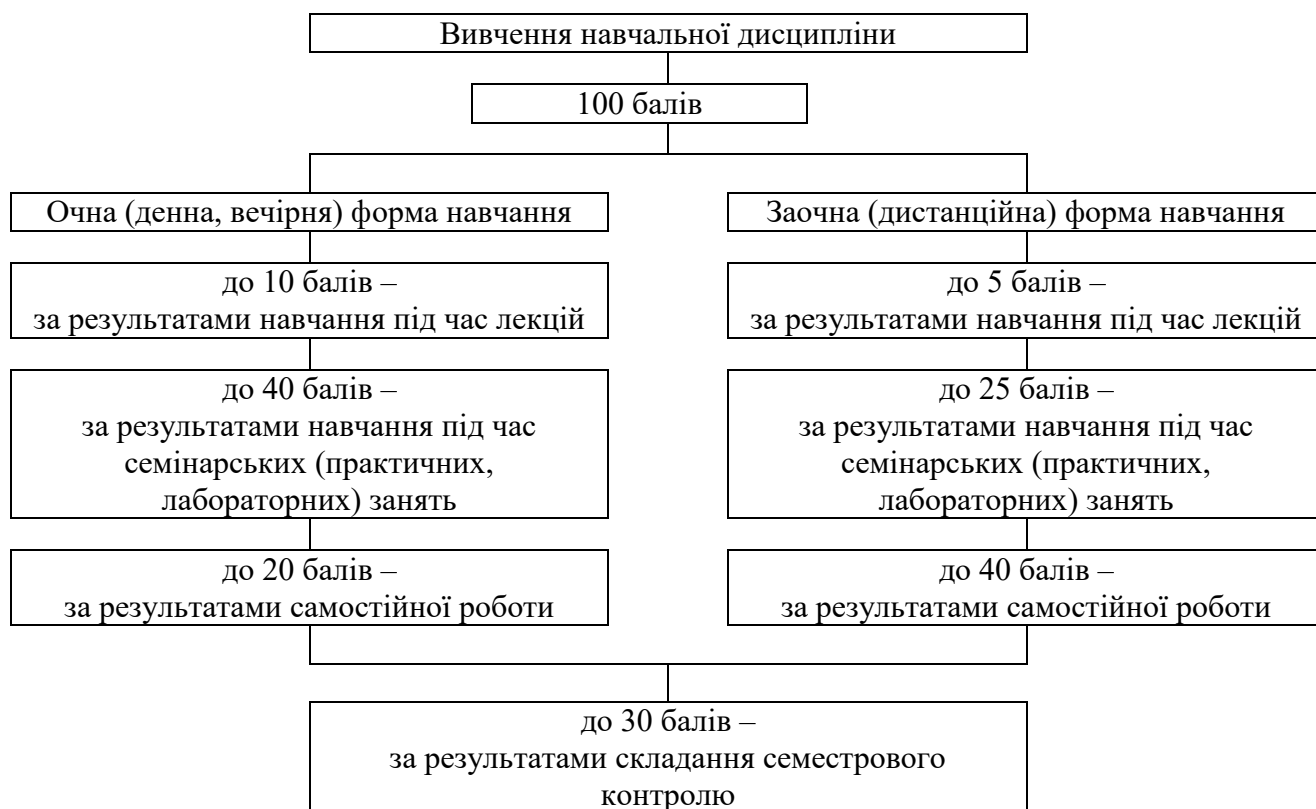 Вивчення навчальної дисципліни
100 балів
Очна (денна, вечірня) форма навчання
до 10 балів –
за результатами навчання під час лекцій
до 40 балів –
за результатами навчання під час
семінарських (практичних,
лабораторних) занять
до 20 балів –
за результатами самостійної роботи
Заочна (дистанційна) форма навчання
до 5 балів –
за результатами навчання під час лекцій
до 25 балів –
за результатами навчання під час
семінарських (практичних,
лабораторних) занять
до 40 балів –
за результатами самостійної роботи
до 30 балів –
за результатами складання семестрового
контролю